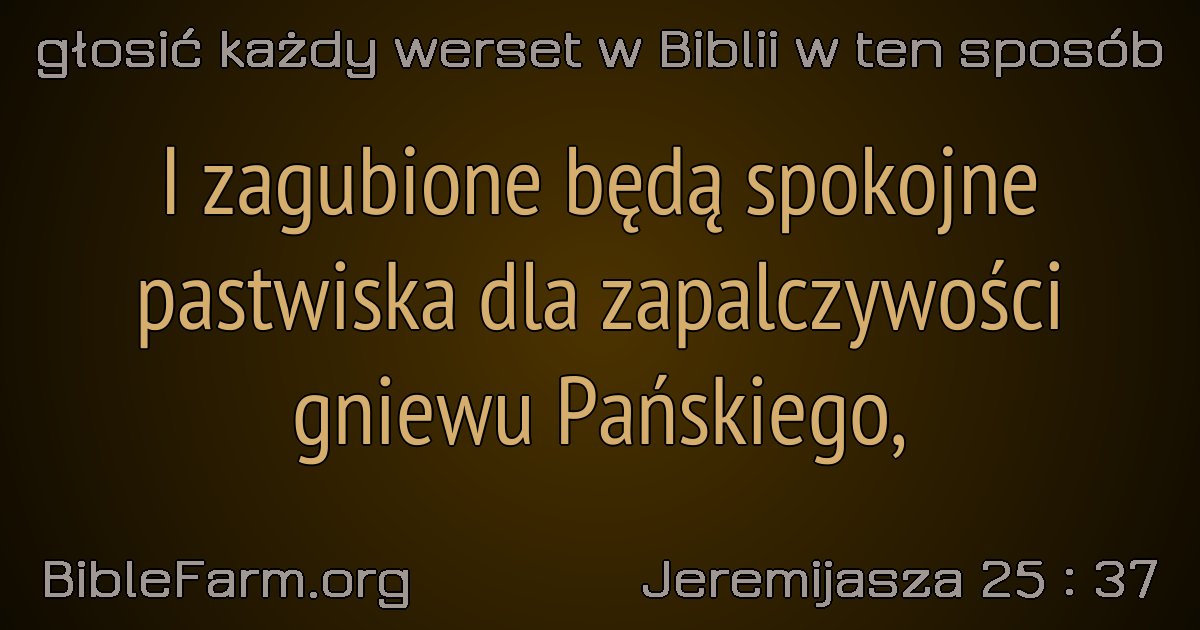 głosić każdy werset w Biblii w ten sposób
I zagubione będą spokojne
pastwiska dla zapalczywości
gniewu Pańskiego,
BibleFarm.org
Jeremijasza 25 : 37